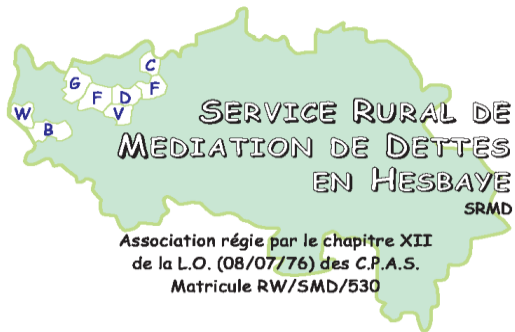 C
G
F
D
F
V
W
B
SERVICE RURAL DE
MEDIATION DE DETTES
EN HESBAYE
SRMD
Association régie par le chapitre XII
de la L.O. (08/07/76) des C.P.A.S.
Matricule RW/SMD/530